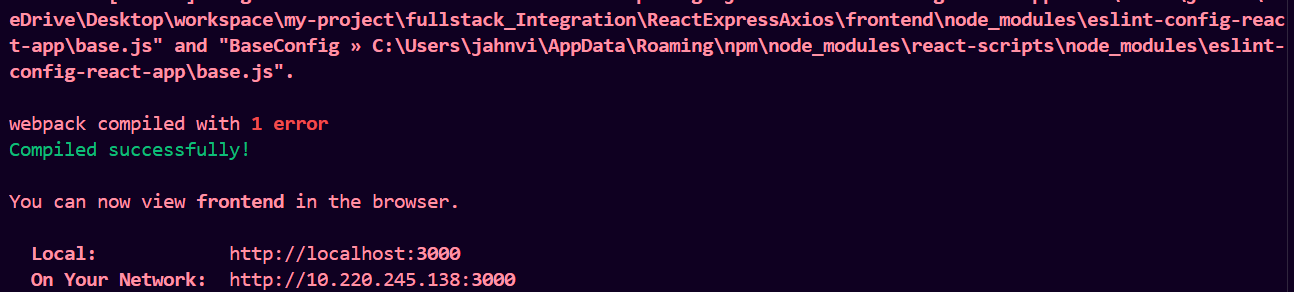 eDrive\Desktop\workspace\my-project\fullstack_Integration\ReactExpressAxios\frontend\node_modules\eslint-config-reac
t-app\base.js" and "BaseConfig » C:\Users\jahnvi\AppData\Roaming\npm\node_modules\react-scripts\node_modules\eslint-
config-react-app\base.js".
webpack compiled with 1 error
Compiled successfully!
You can now view frontend in the browser.
Local: http://localhost:3000
On Your Network: http://10.220.245.138:3000